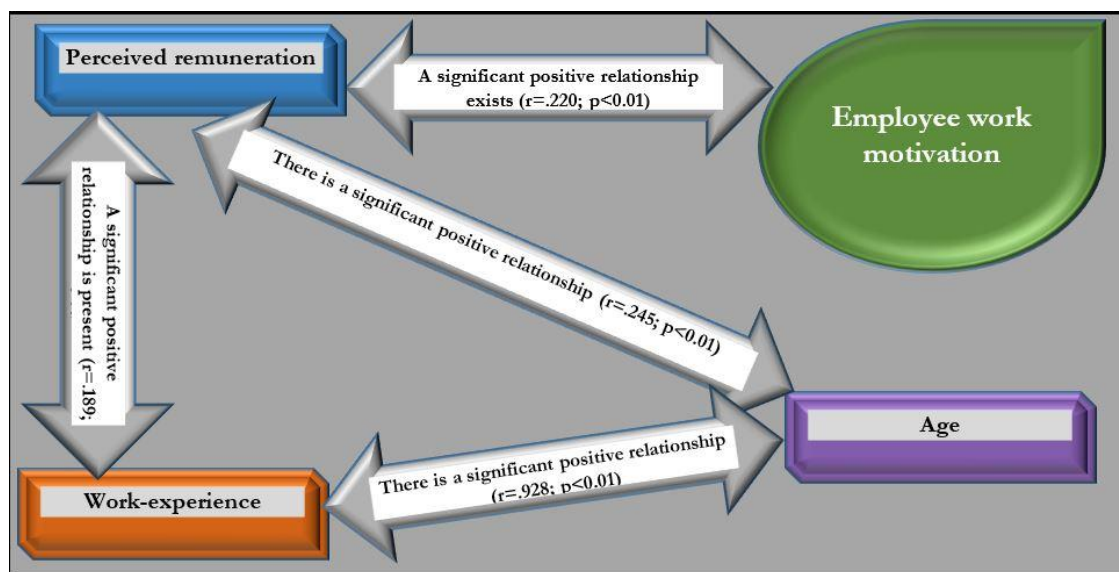 Perceived remuneration
A significant positive relationship
exists (r=.220; p<0.01)
Employee work
motivation
There is a significant positive relationship (r=.245; p<0.01)
A significant positive
relationship is present (r=.189;
Age
There is a significant positive relationship
(r=.928; p<0.01)
Work-experience